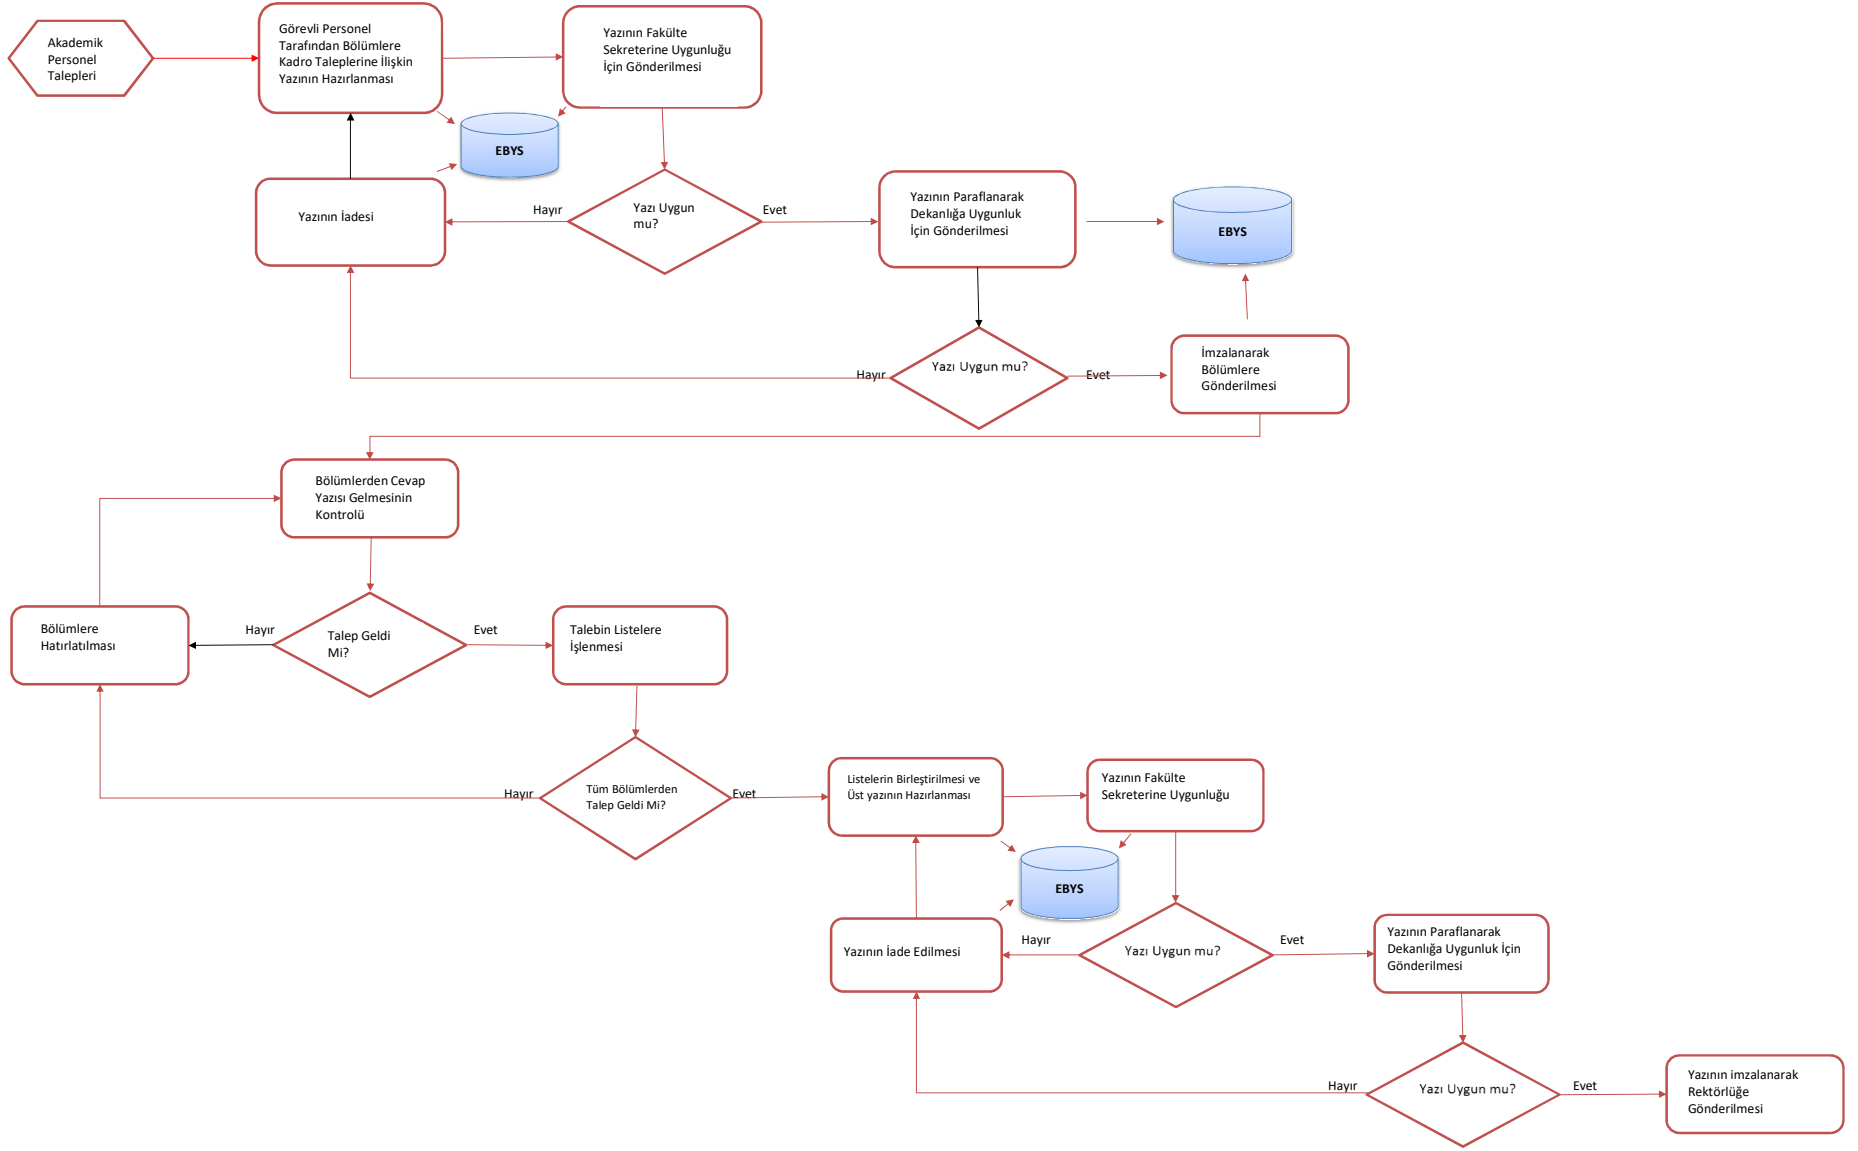 Akademik
Personel
Talepleri
Görevli Personel
Tarafından Bölümlere
Kadro Taleplerine İlişkin
Yazının Hazırlanması
Yazının Fakülte
Sekreterine Uygunluğu
İçin Gönderilmesi
EBYS
Yazının İadesi
Hayır
Yazı Uygun
mu?
Evet
Yazının Paraflanarak
Dekanlığa Uygunluk
İçin Gönderilmesi
EBYS
Hayır
Yazı Uygun mu?
Evet
İmzalanarak
Bölümlere
Gönderilmesi
Bölümlerden Cevap
Yazısı Gelmesinin
Kontrolü
Bölümlere
Hatırlatılması
Hayır
Talep Geldi
Mi?
Evet
Talebin Listelere
İşlenmesi
Hayır
Tüm Bölümlerden
Talep Geldi Mi?
Evet
Listelerin Birleştirilmesi ve
Üst yazının Hazırlanması
Yazının Fakülte
Sekreterine Uygunluğu
EBYS
Yazının İade Edilmesi
Hayır
Yazı Uygun mu?
Evet
Yazının Paraflanarak
Dekanlığa Uygunluk İçin
Gönderilmesi
Hayır
Yazı Uygun mu?
Evet
Yazının imzalanarak
Rektörlüğe
Gönderilmesi